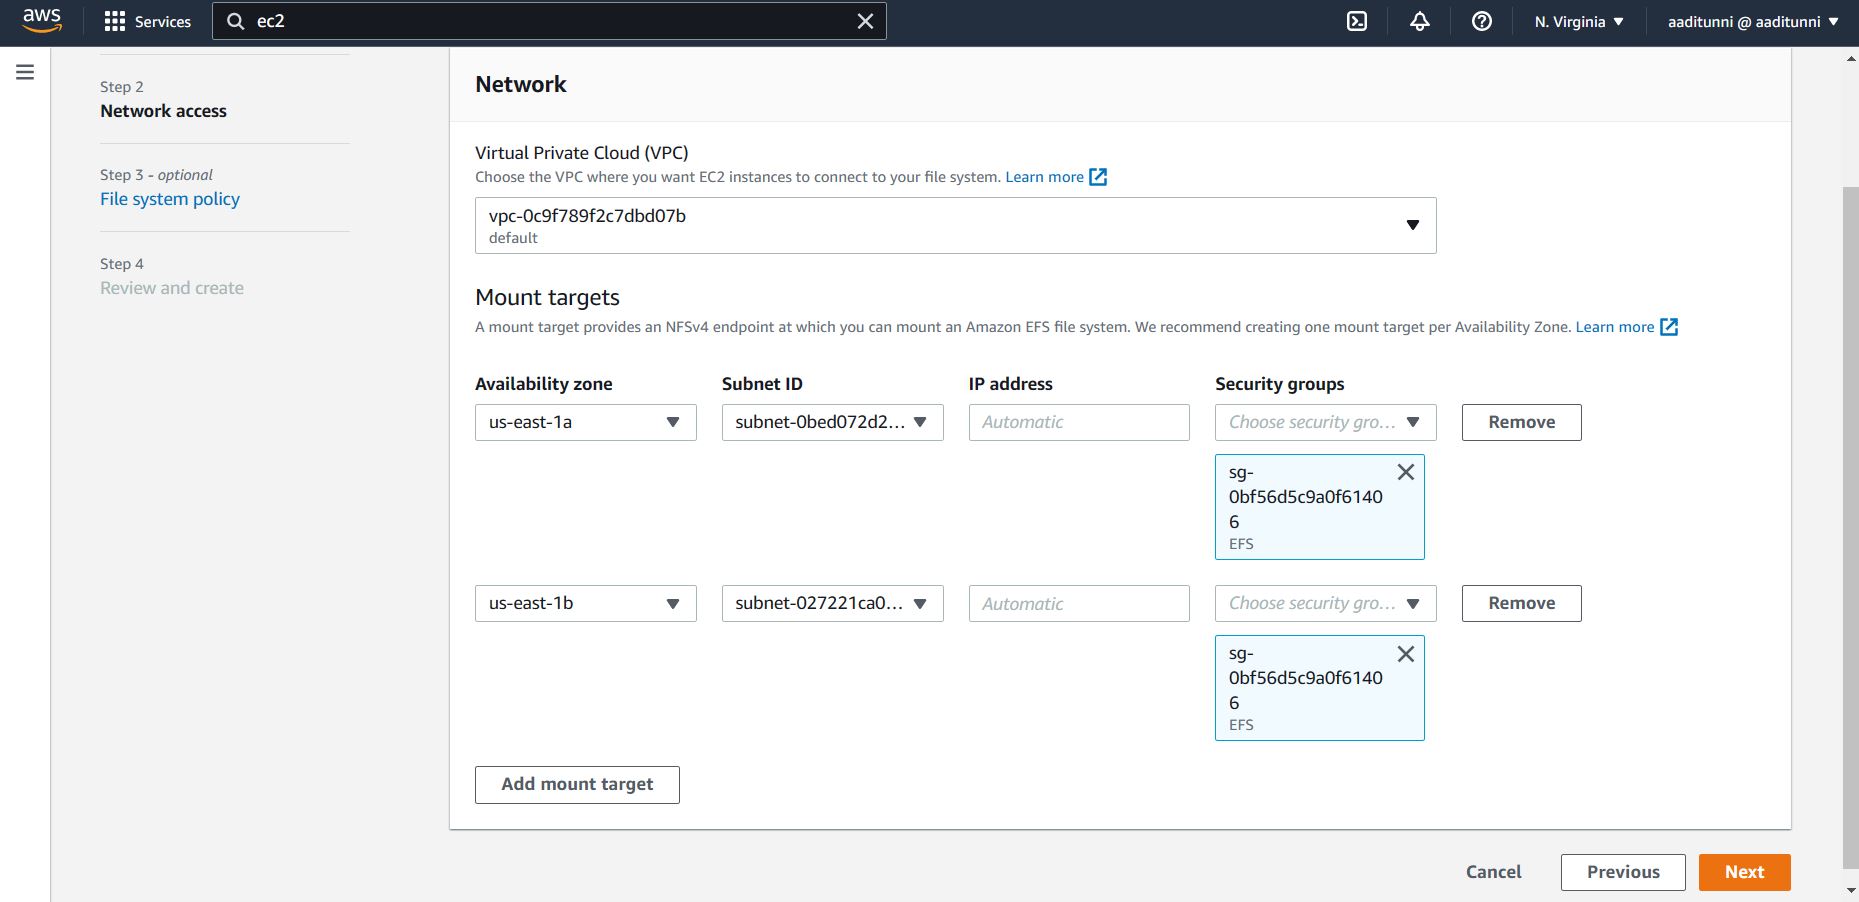 aws
Services
ec2
N. Virginia
aaditunni @ aaditunni
Step 2
Network access
Step 3 - optional
File system policy
Step 4
Review and create
Network
Virtual Private Cloud (VPC)
Choose the VPC where you want EC2 instances to connect to your file system. Learn more
vpc-0c9f789f2c7dbd07b
default
Mount targets
A mount target provides an NFSv4 endpoint at which you can mount an Amazon EFS file system. We recommend creating one mount target per Availability Zone. Learn more
Availability zone Subnet ID IP address Security groups
us-east-1a subnet-0bed072d2... Automatic Choose security gro... Remove
sg-
0bf56d5c9a0f6140
6
EFS
us-east-1b subnet-027221ca0... Automatic Choose security gro... Remove
sg-
0bf56d5c9a0f6140
6
EFS
Add mount target
Cancel Previous Next